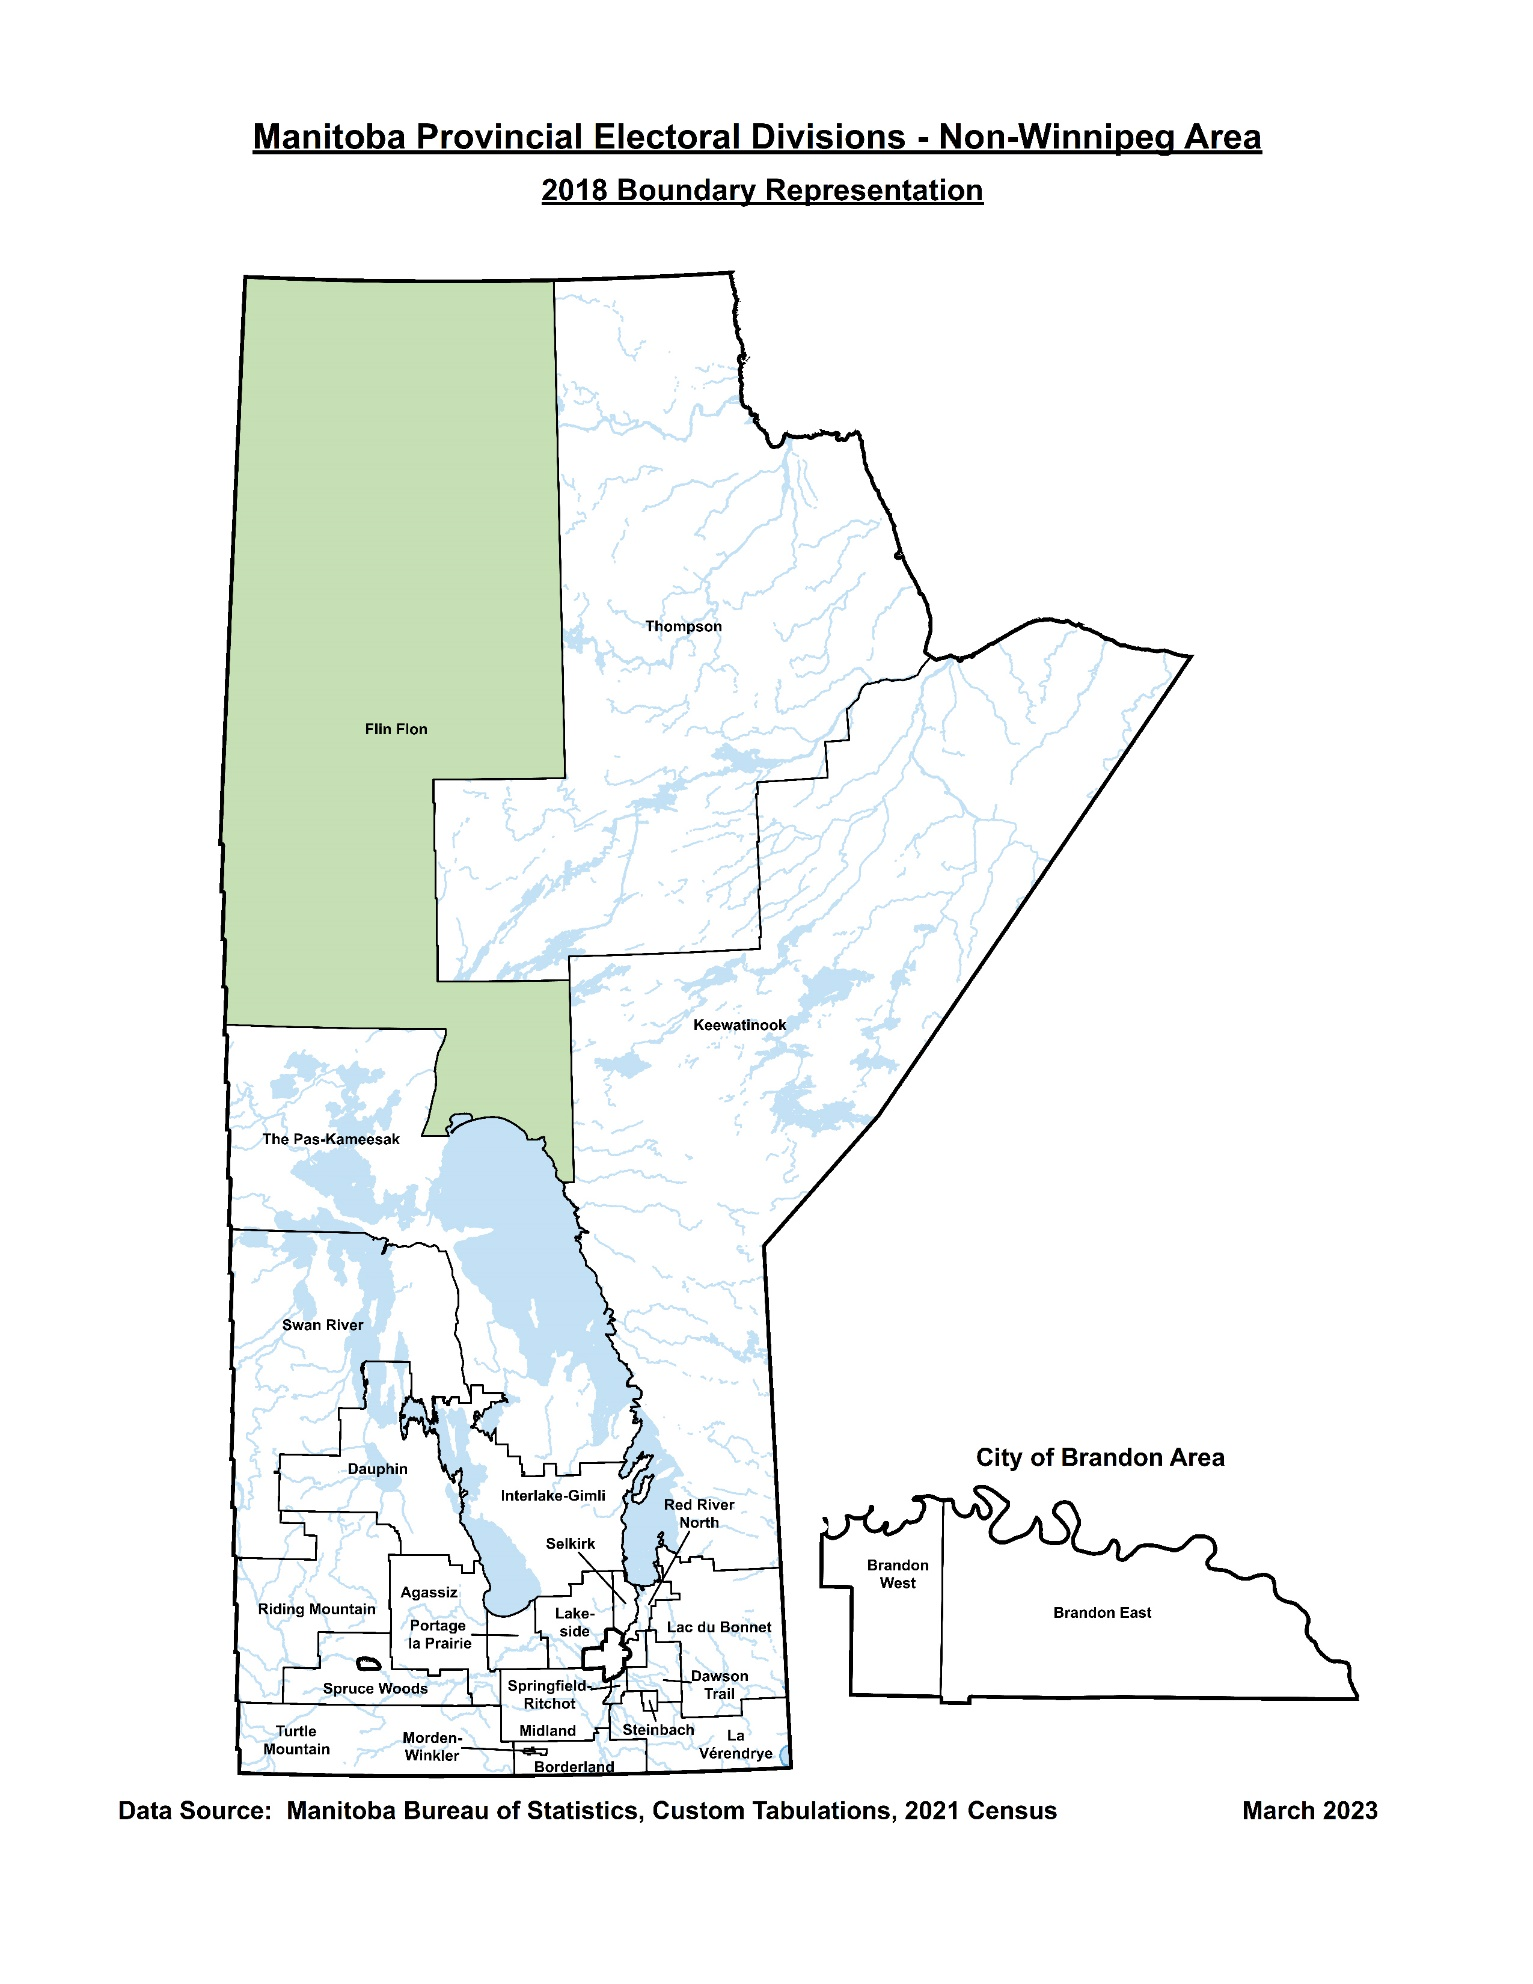 Manitoba Provincial Electoral Divisions - Non-Winnipeg Area
2018 Boundary Representation
Thompson
Flin Flon
Keewatinook
The Pas-Kameesak
Swan River
Dauphin
Interlake-Gimli
Red River
North
Selkirk
Agassiz
Riding Mountain
Portage
la Prairie
Lake-
side
Lac du Bonnet
Dawson
Trail
Springfield-
Ritchot
Spruce Woods
Turtle
Mountain
Morden-
Winkler
Midland
Steinbach
La
Vérendrye
Borderland
City of Brandon Area
Brandon
West
Brandon East
Data Source: Manitoba Bureau of Statistics, Custom Tabulations, 2021 Census
March 2023